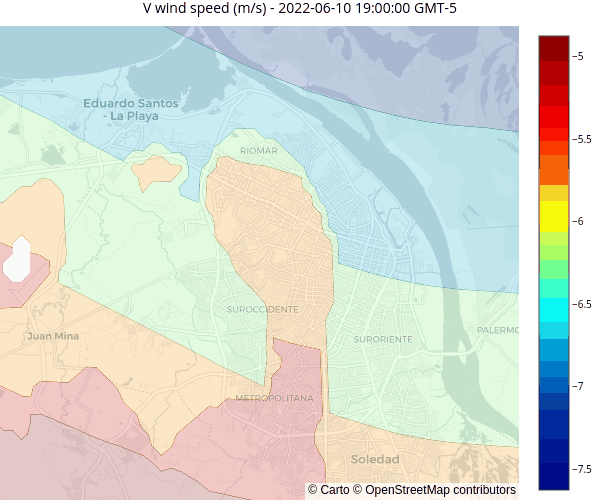 V wind speed (m/s) - 2022-06-10 19:00:00 GMT-5
−5
Eduardo Santos
- La Playa
−5.5
RIOMAR
−6
−6.5
SUROCCIDENTE
Juan Mina
SURORIENTE
PALERMO
−7
METROPOLITANA
Soledad
−7.5
© Carto © OpenStreetMap contributors